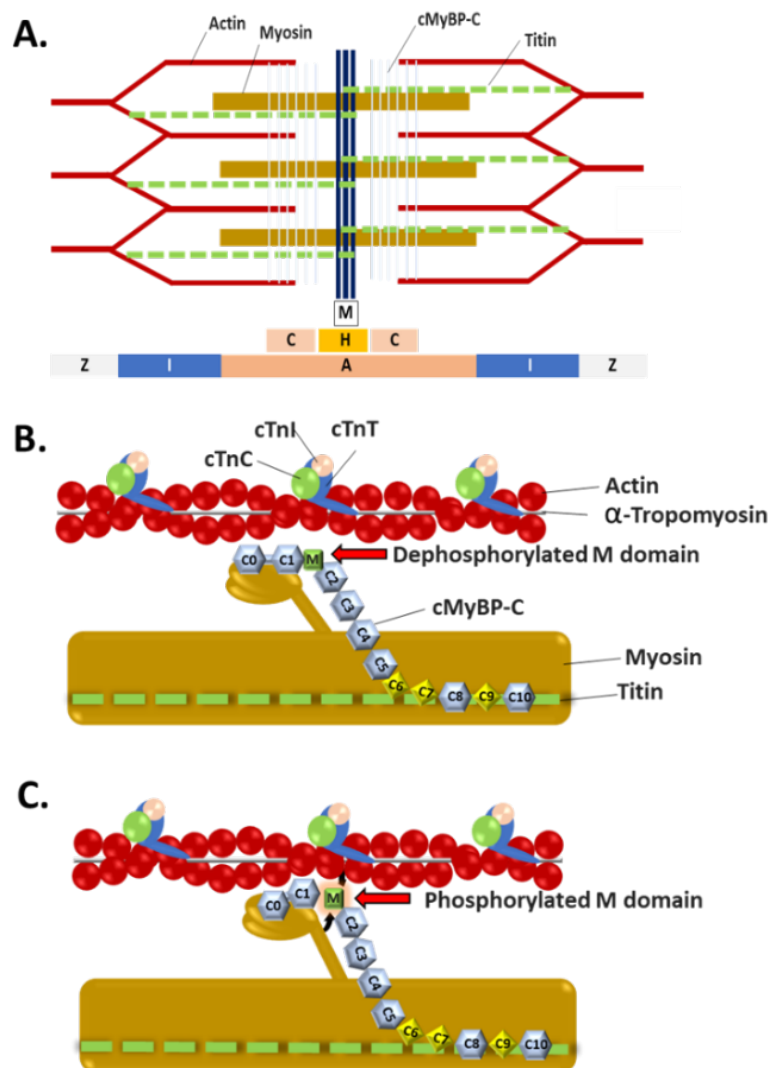 A.
Actin
Myosin
cMyBP-C
Titin
M
C H C
Z I A I Z
B.
cTnI
cTnC
cTnT
Actin
α-Tropomyosin
C0 C1 M C2 C3 C4 C5 C6 C7 C8 C9 C10
Dephosphorylated M domain
cMyBP-C
Myosin
Titin
C.
C0 C1 M C2 C3 C4 C5 C6 C7 C8 C9 C10
Phosphorylated M domain